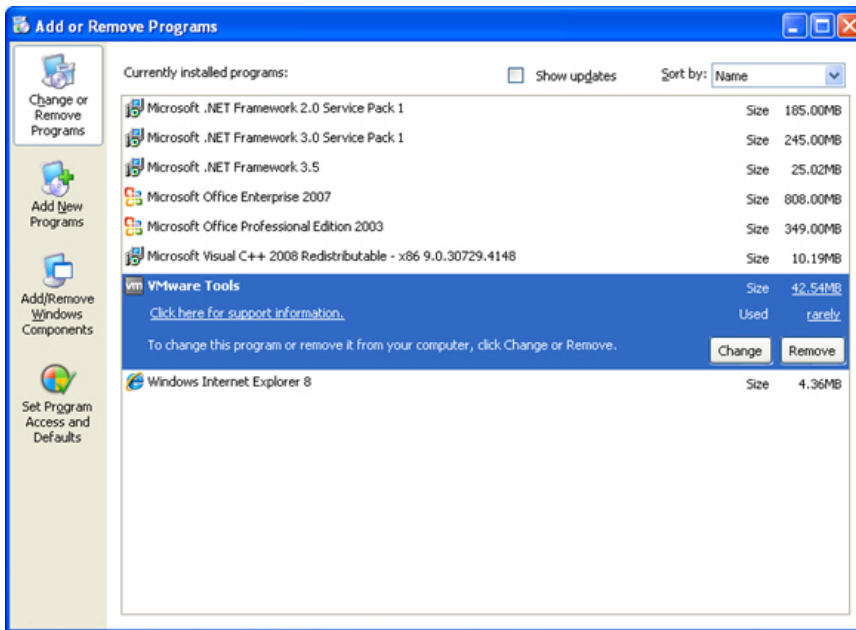 Add or Remove Programs
Change or
Remove
Programs
Add New
Programs
Add/Remove
Windows
Components
Set Program
Access and
Defaults
Currently installed programs:
Show updates
Sort by: Name
Microsoft .NET Framework 2.0 Service Pack 1 Size 185.00MB
Microsoft .NET Framework 3.0 Service Pack 1 Size 245.00MB
Microsoft .NET Framework 3.5 Size 25.02MB
Microsoft Office Enterprise 2007 Size 808.00MB
Microsoft Office Professional Edition 2003 Size 349.00MB
Microsoft Visual C++ 2008 Redistributable - x86 9.0.30729.4148 Size 10.19MB
vm VMware Tools Size 42.54MB
Click here for support information. Used rarely
To change this program or remove it from your computer, click Change or Remove. Change Remove
Windows Internet Explorer 8 Size 4.36MB